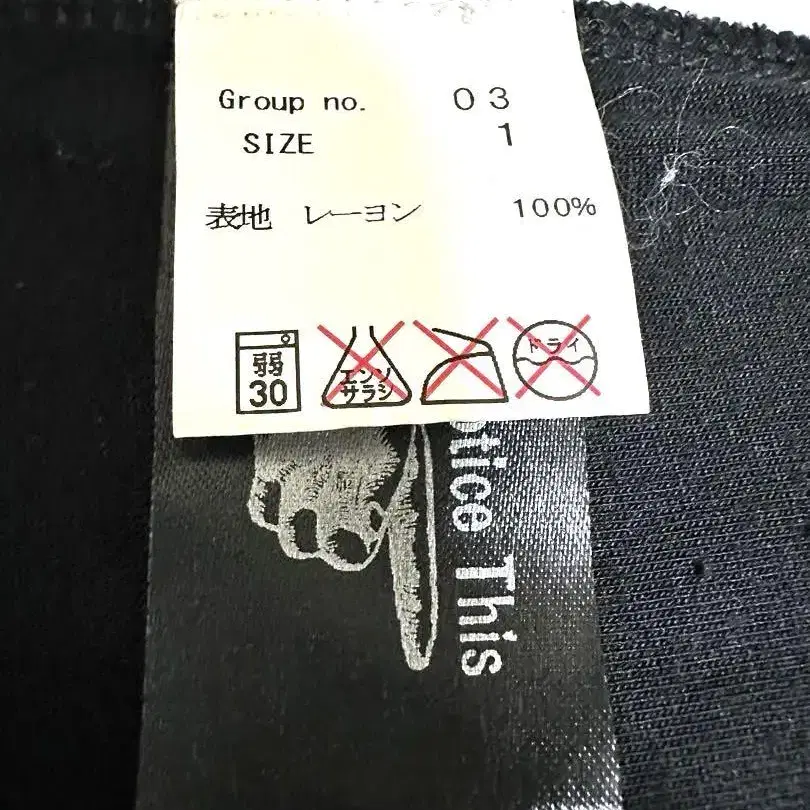 Group no. 03
SIZE 1
表地 レーヨン 100%
弱
30
エンソ
サラシ
ドライ
otice This